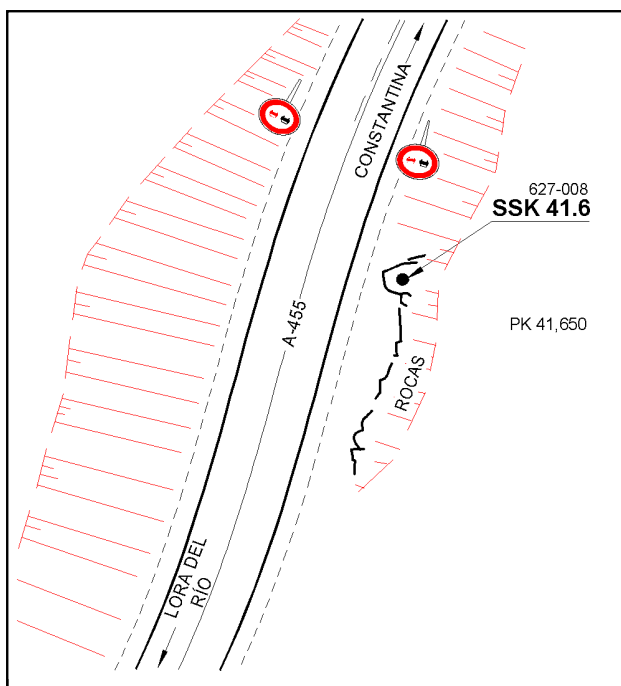 CONSTANTINA
627-008
SSK 41.6
A-455
PK 41,650
ROCAS
LORA DEL
RÍO